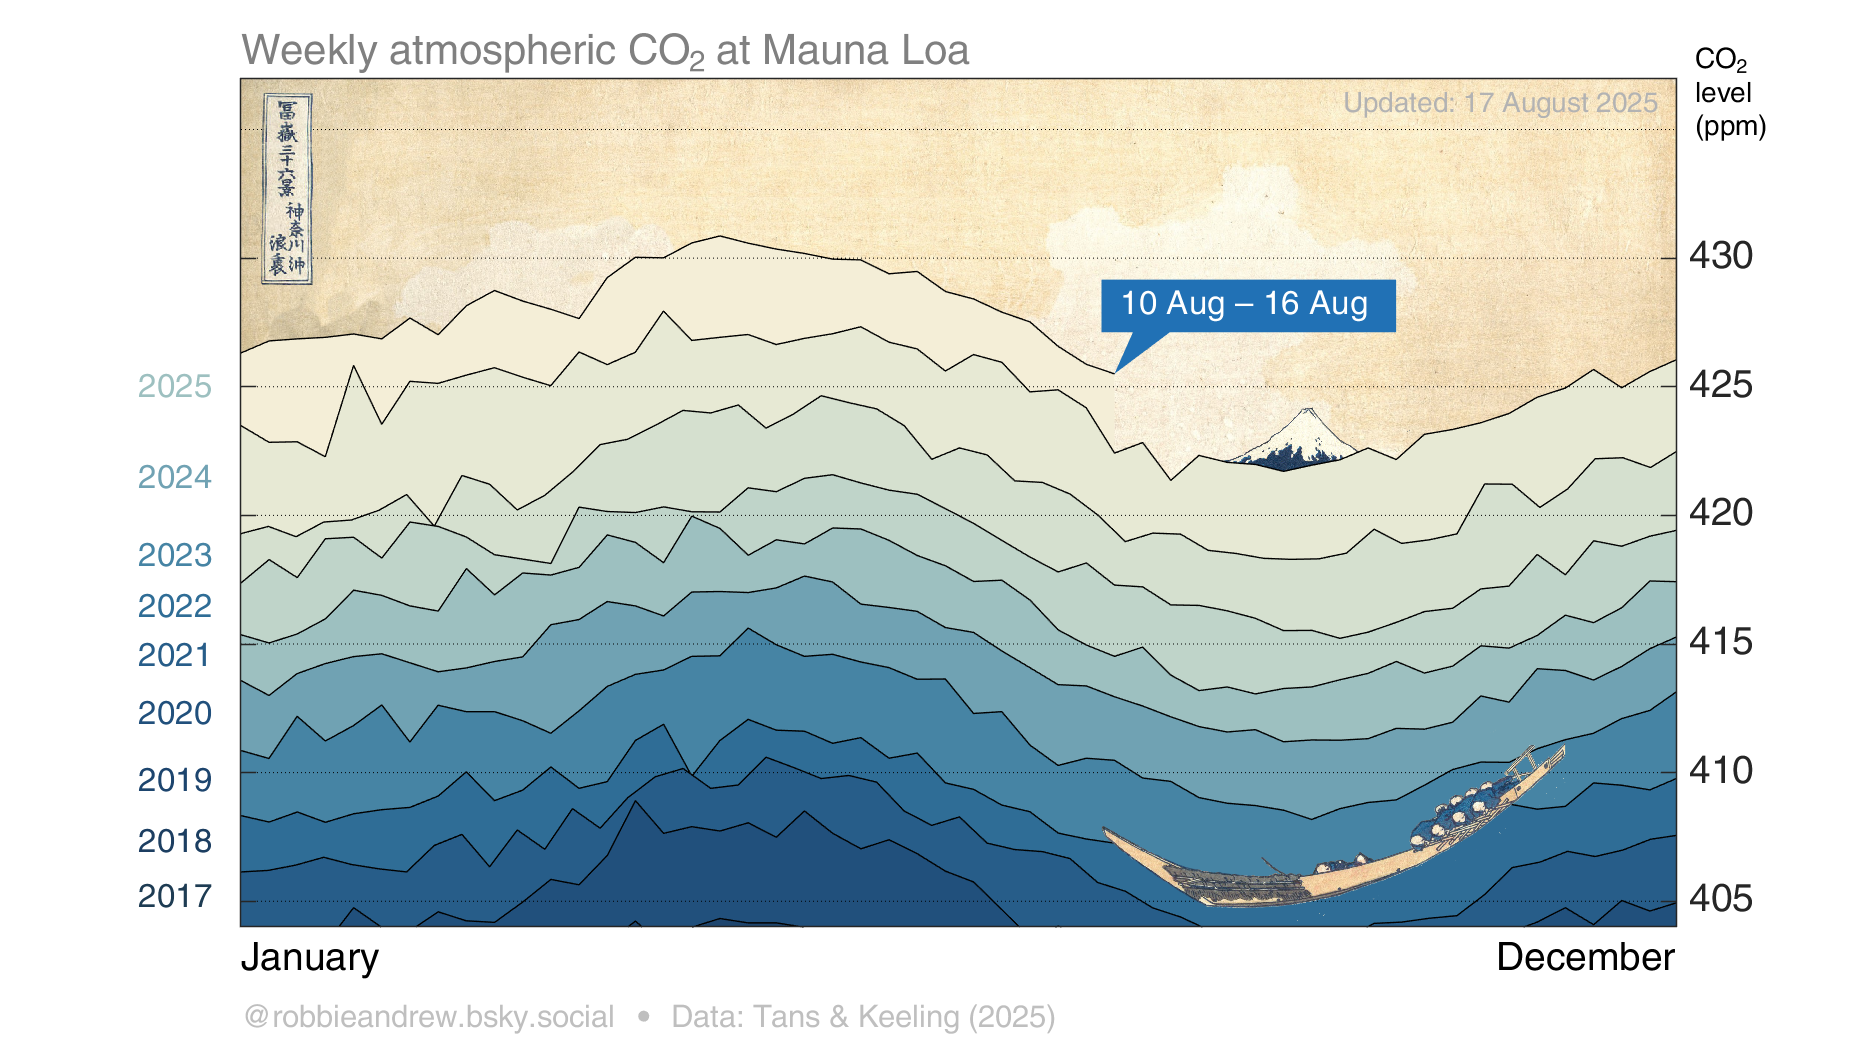 Weekly atmospheric CO₂ at Mauna Loa
CO₂
level
(ppm)
Updated: 17 August 2025
冨嶽三十六景
神奈川沖
浪裏
10 Aug – 16 Aug
430
425
420
415
410
405
2025
2024
2023
2022
2021
2020
2019
2018
2017
January
December
@robbieandrew.bsky.social • Data: Tans & Keeling (2025)